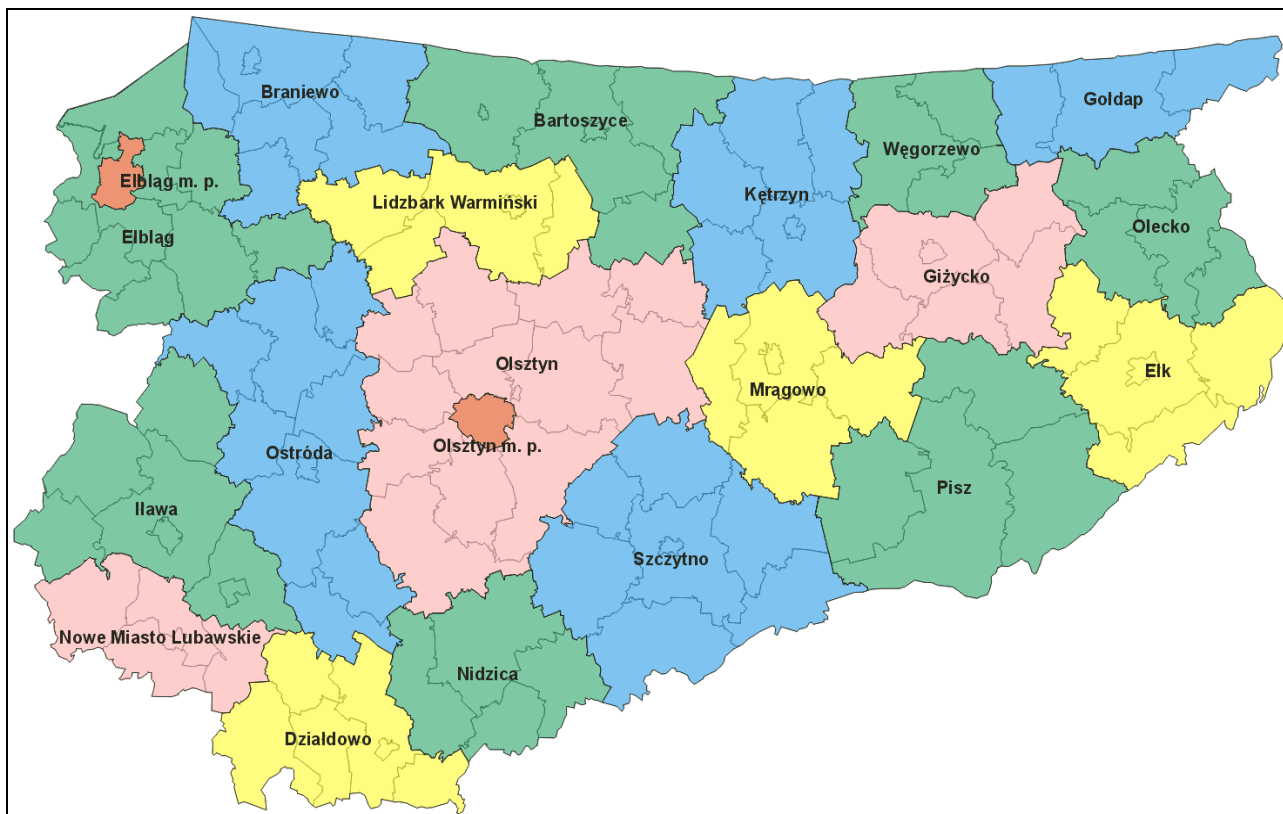 Braniewo
Gołdap
Bartoszyce
Węgorzewo
Elbląg m. p.
Lidzbark Warmiński
Kętrzyn
Olecko
Elbląg
Giżycko
Olsztyn
Ełk
Mrągowo
Olsztyn m. p.
Ostróda
Pisz
Iława
Szczytno
Nowe Miasto Lubawskie
Nidzica
Działdowo